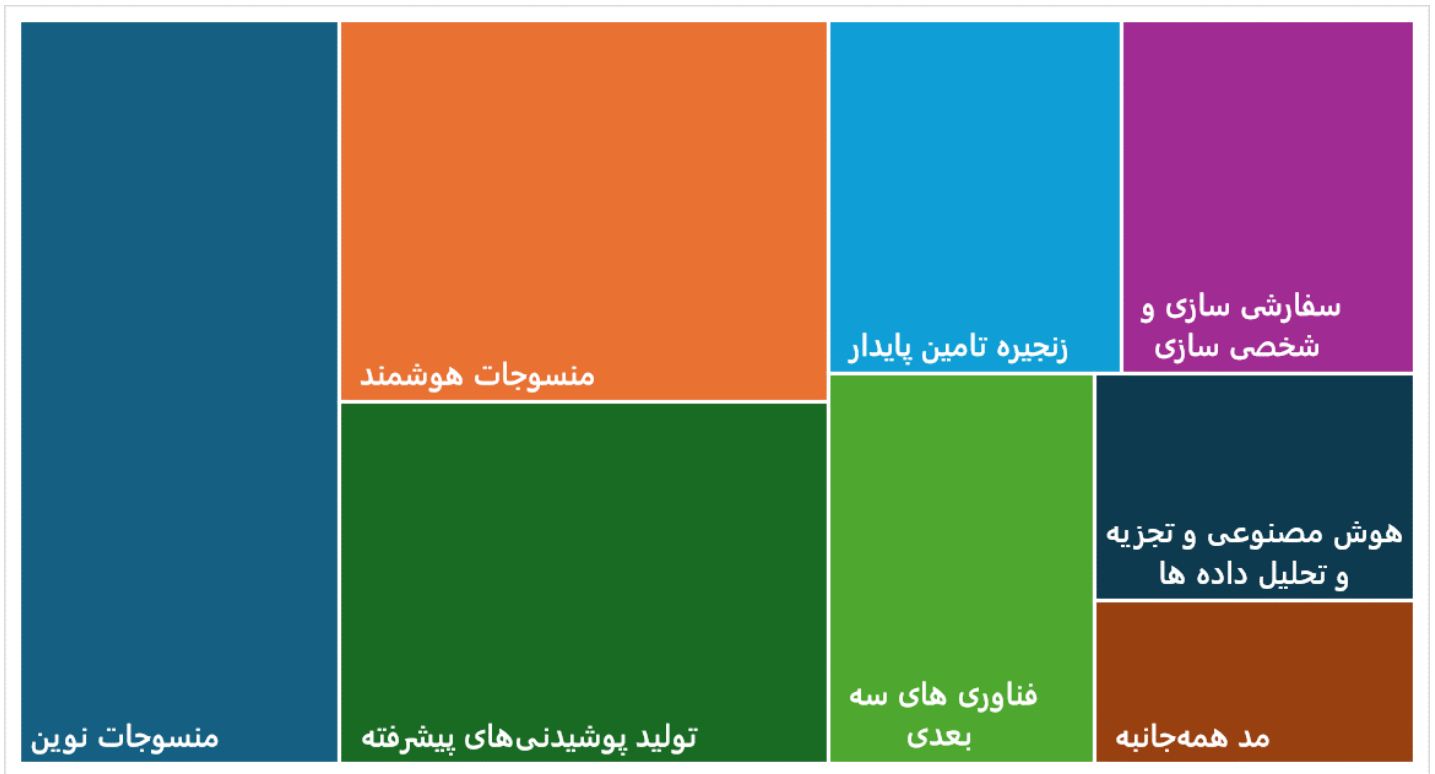 سفارشی سازی و
شخصی سازی
زنجیره تامین پایدار
منسوجات هوشمند
هوش مصنوعی و تجزیه
و تحلیل داده ها
فناوری های سه
بعدی
مد همه‌جانبه
تولید پوشیدنی‌های پیشرفته
منسوجات نوین